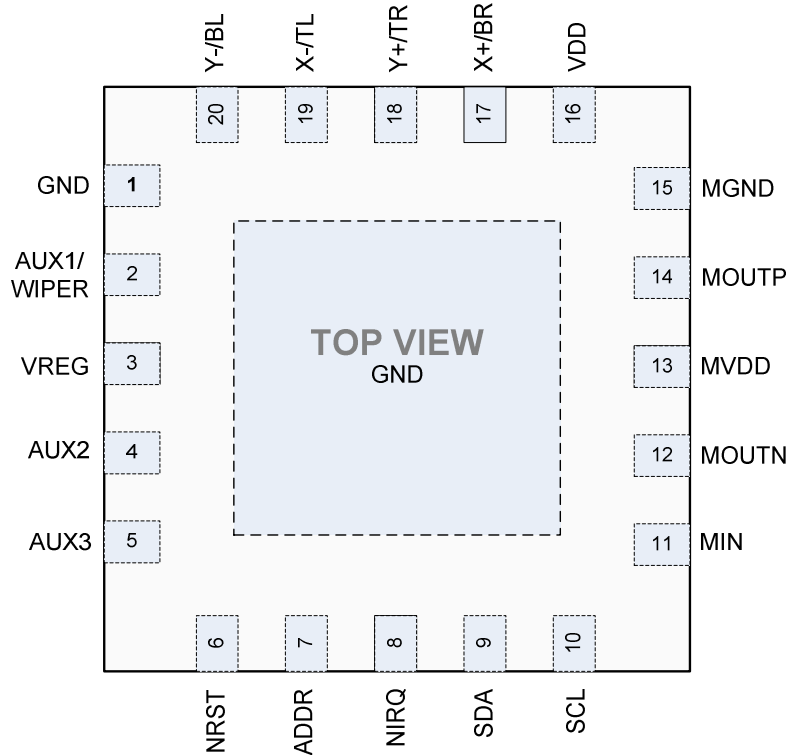 Y-/BL
X-/TL
Y+/TR
X+/BR
VDD
20
19
18
17
16
GND
1
AUX1/
WIPER
2
VREG
3
AUX2
4
AUX3
5
TOP VIEW
GND
15
MGND
14
MOUTP
13
MVDD
12
MOUTN
11
MIN
6
7
8
9
10
NRST
ADDR
NIRQ
SDA
SCL